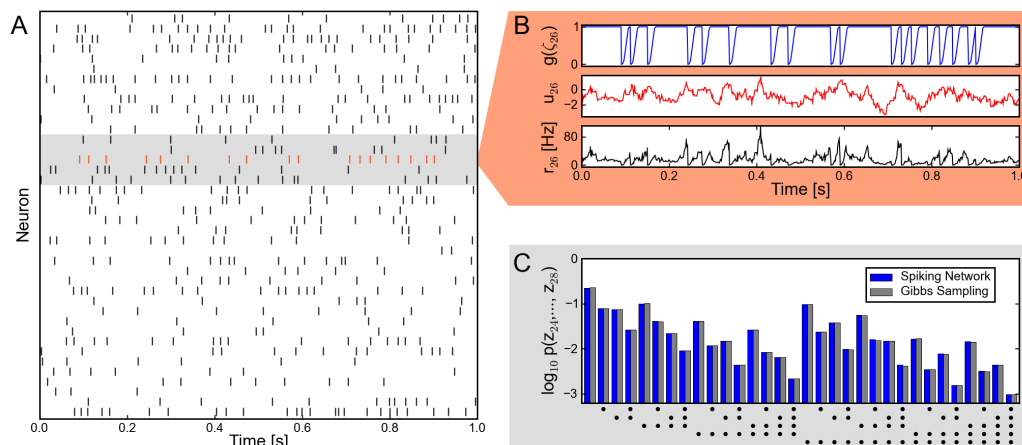 A
Neuron
0.0 0.2 0.4 0.6 0.8 1.0
Time [s]
B
g(ζ̇₂₆)
1
0
u₂₆
0
−2
r₂₆ [Hz]
80
40
0
0.0 0.2 0.4 0.6 0.8 1.0
Time [s]
C
log₁₀ p(z₂₄,..., z₂₈)
0
−1
−2
−3
Spiking Network
Gibbs Sampling